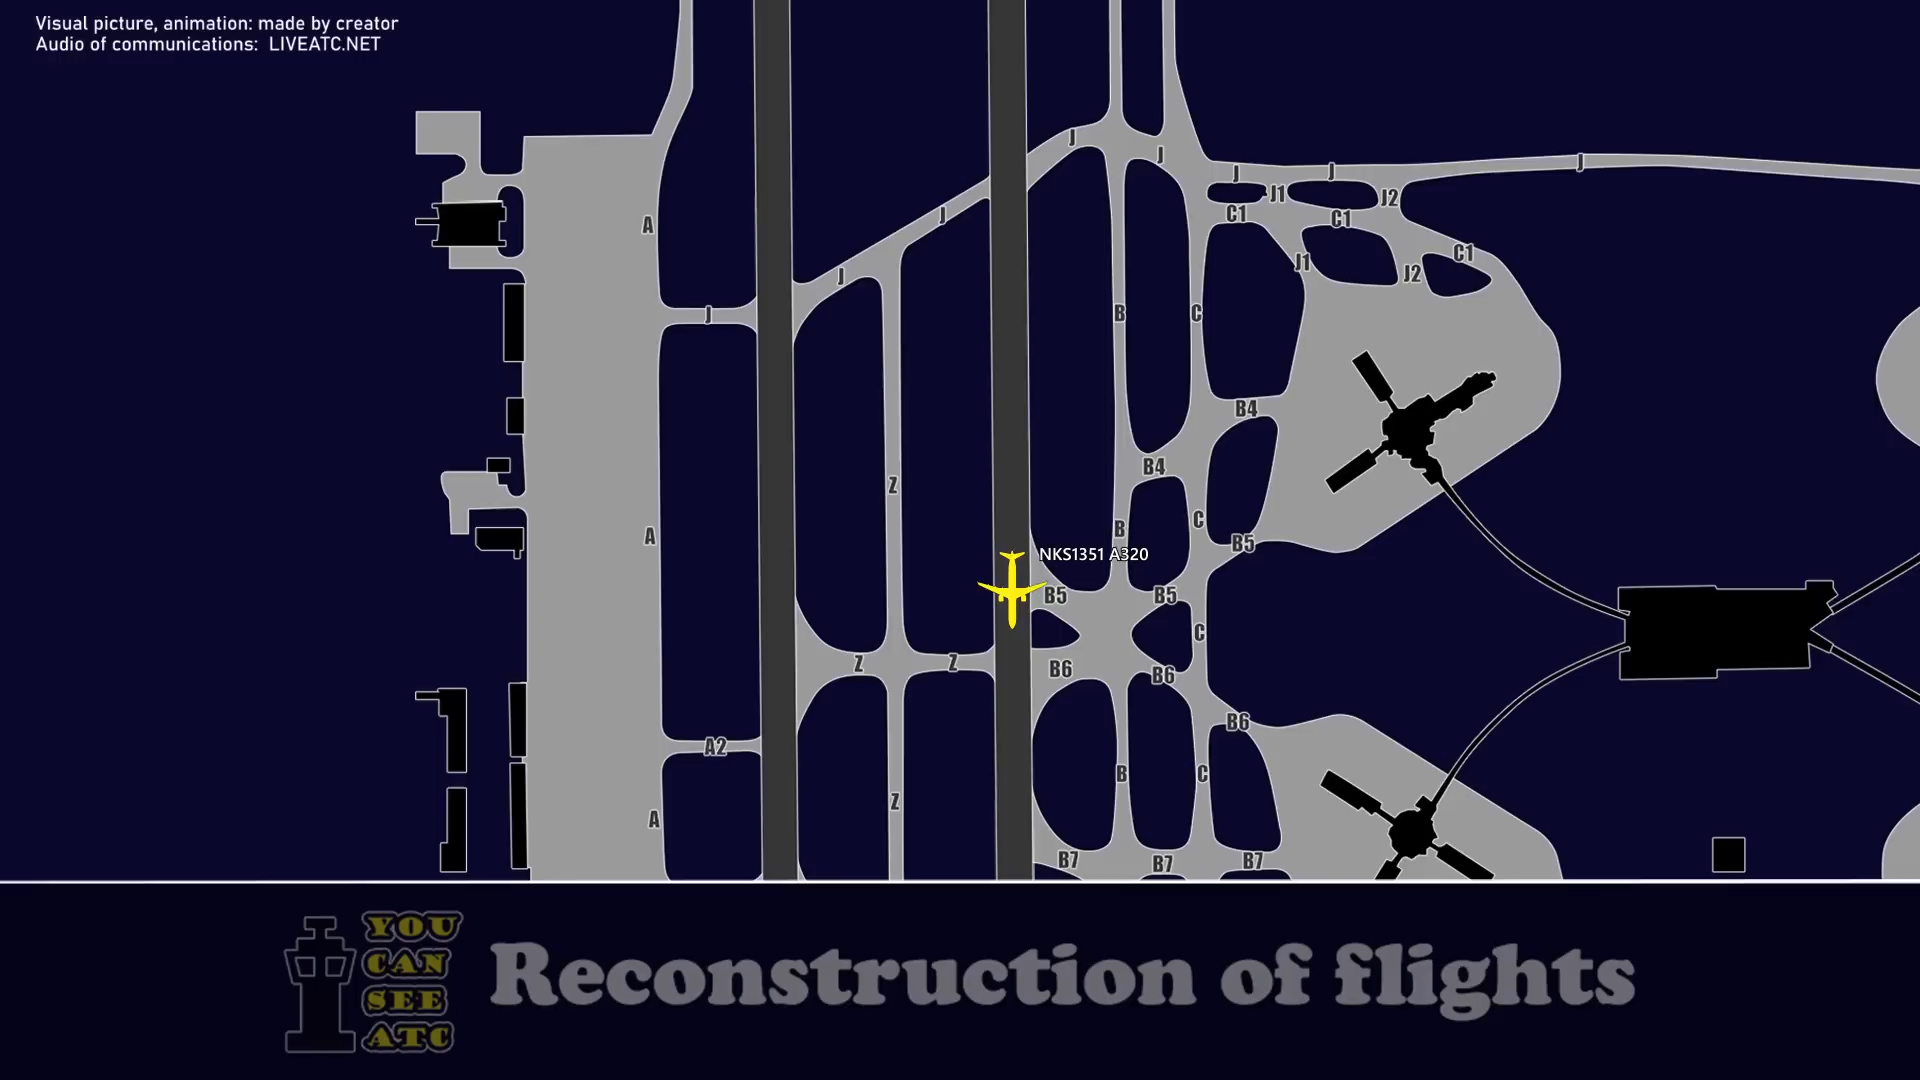 Visual picture, animation: made by creator
Audio of communications: LIVEATC.NET
J
J
J
J
J
J1
J2
C1
C1
A
J
C1
J1
J2
J
J
B
C
B4
B4
Z
C
B
A
B5
NKS1351 A320
B5
B5
C
Z
Z
B6
B6
B6
A2
B
C
Z
A
B7
B7
B7
YOU
CAN
SEE
ATC
Reconstruction of flights